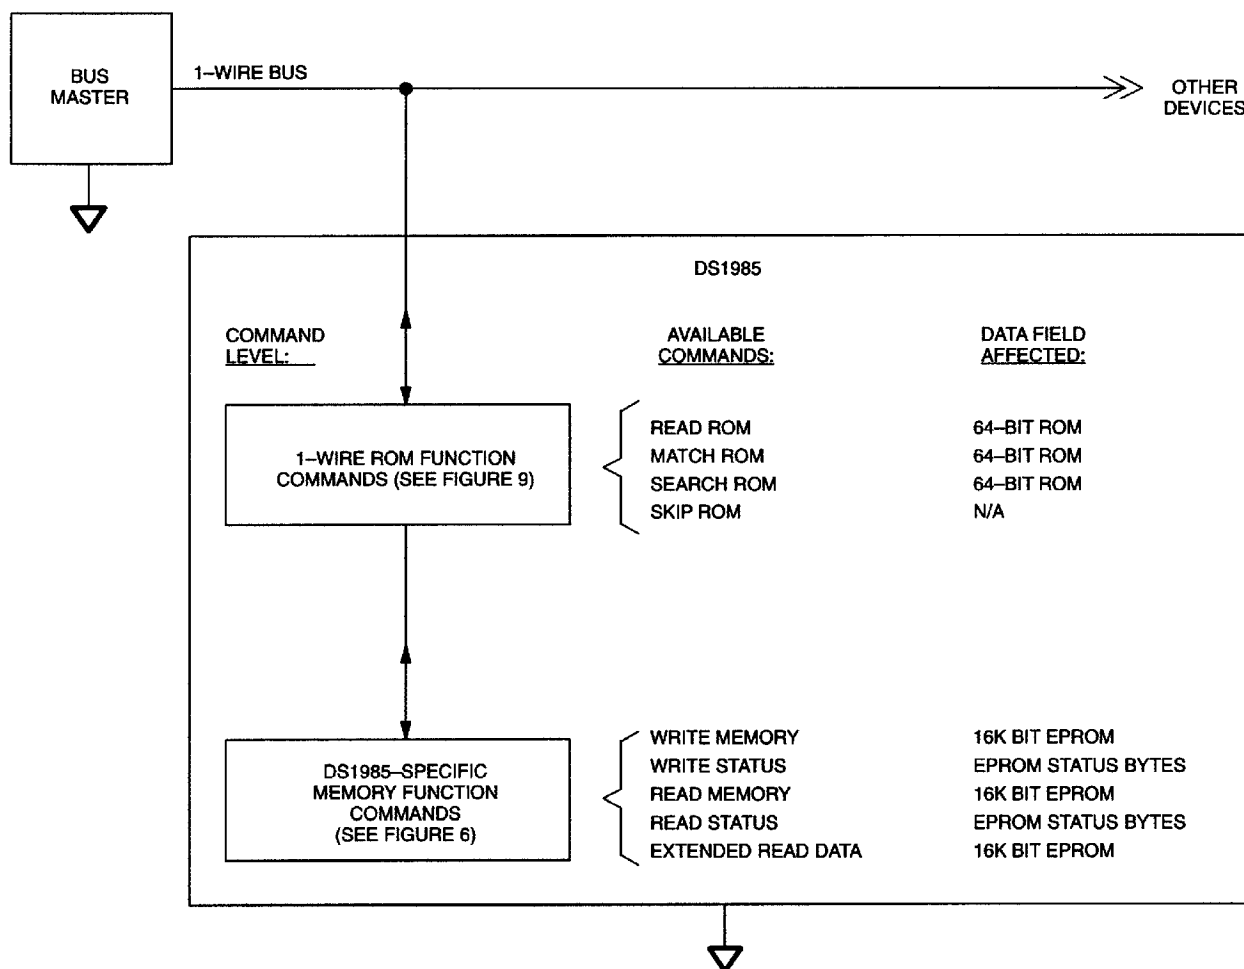 BUS
MASTER
1–WIRE BUS
OTHER
DEVICES
DS1985
COMMAND
LEVEL:
AVAILABLE
COMMANDS:
DATA FIELD
AFFECTED:
1–WIRE ROM FUNCTION
COMMANDS (SEE FIGURE 9)
READ ROM 64–BIT ROM
MATCH ROM 64–BIT ROM
SEARCH ROM 64–BIT ROM
SKIP ROM N/A
DS1985–SPECIFIC
MEMORY FUNCTION
COMMANDS
(SEE FIGURE 6)
WRITE MEMORY 16K BIT EPROM
WRITE STATUS EPROM STATUS BYTES
READ MEMORY 16K BIT EPROM
READ STATUS EPROM STATUS BYTES
EXTENDED READ DATA 16K BIT EPROM